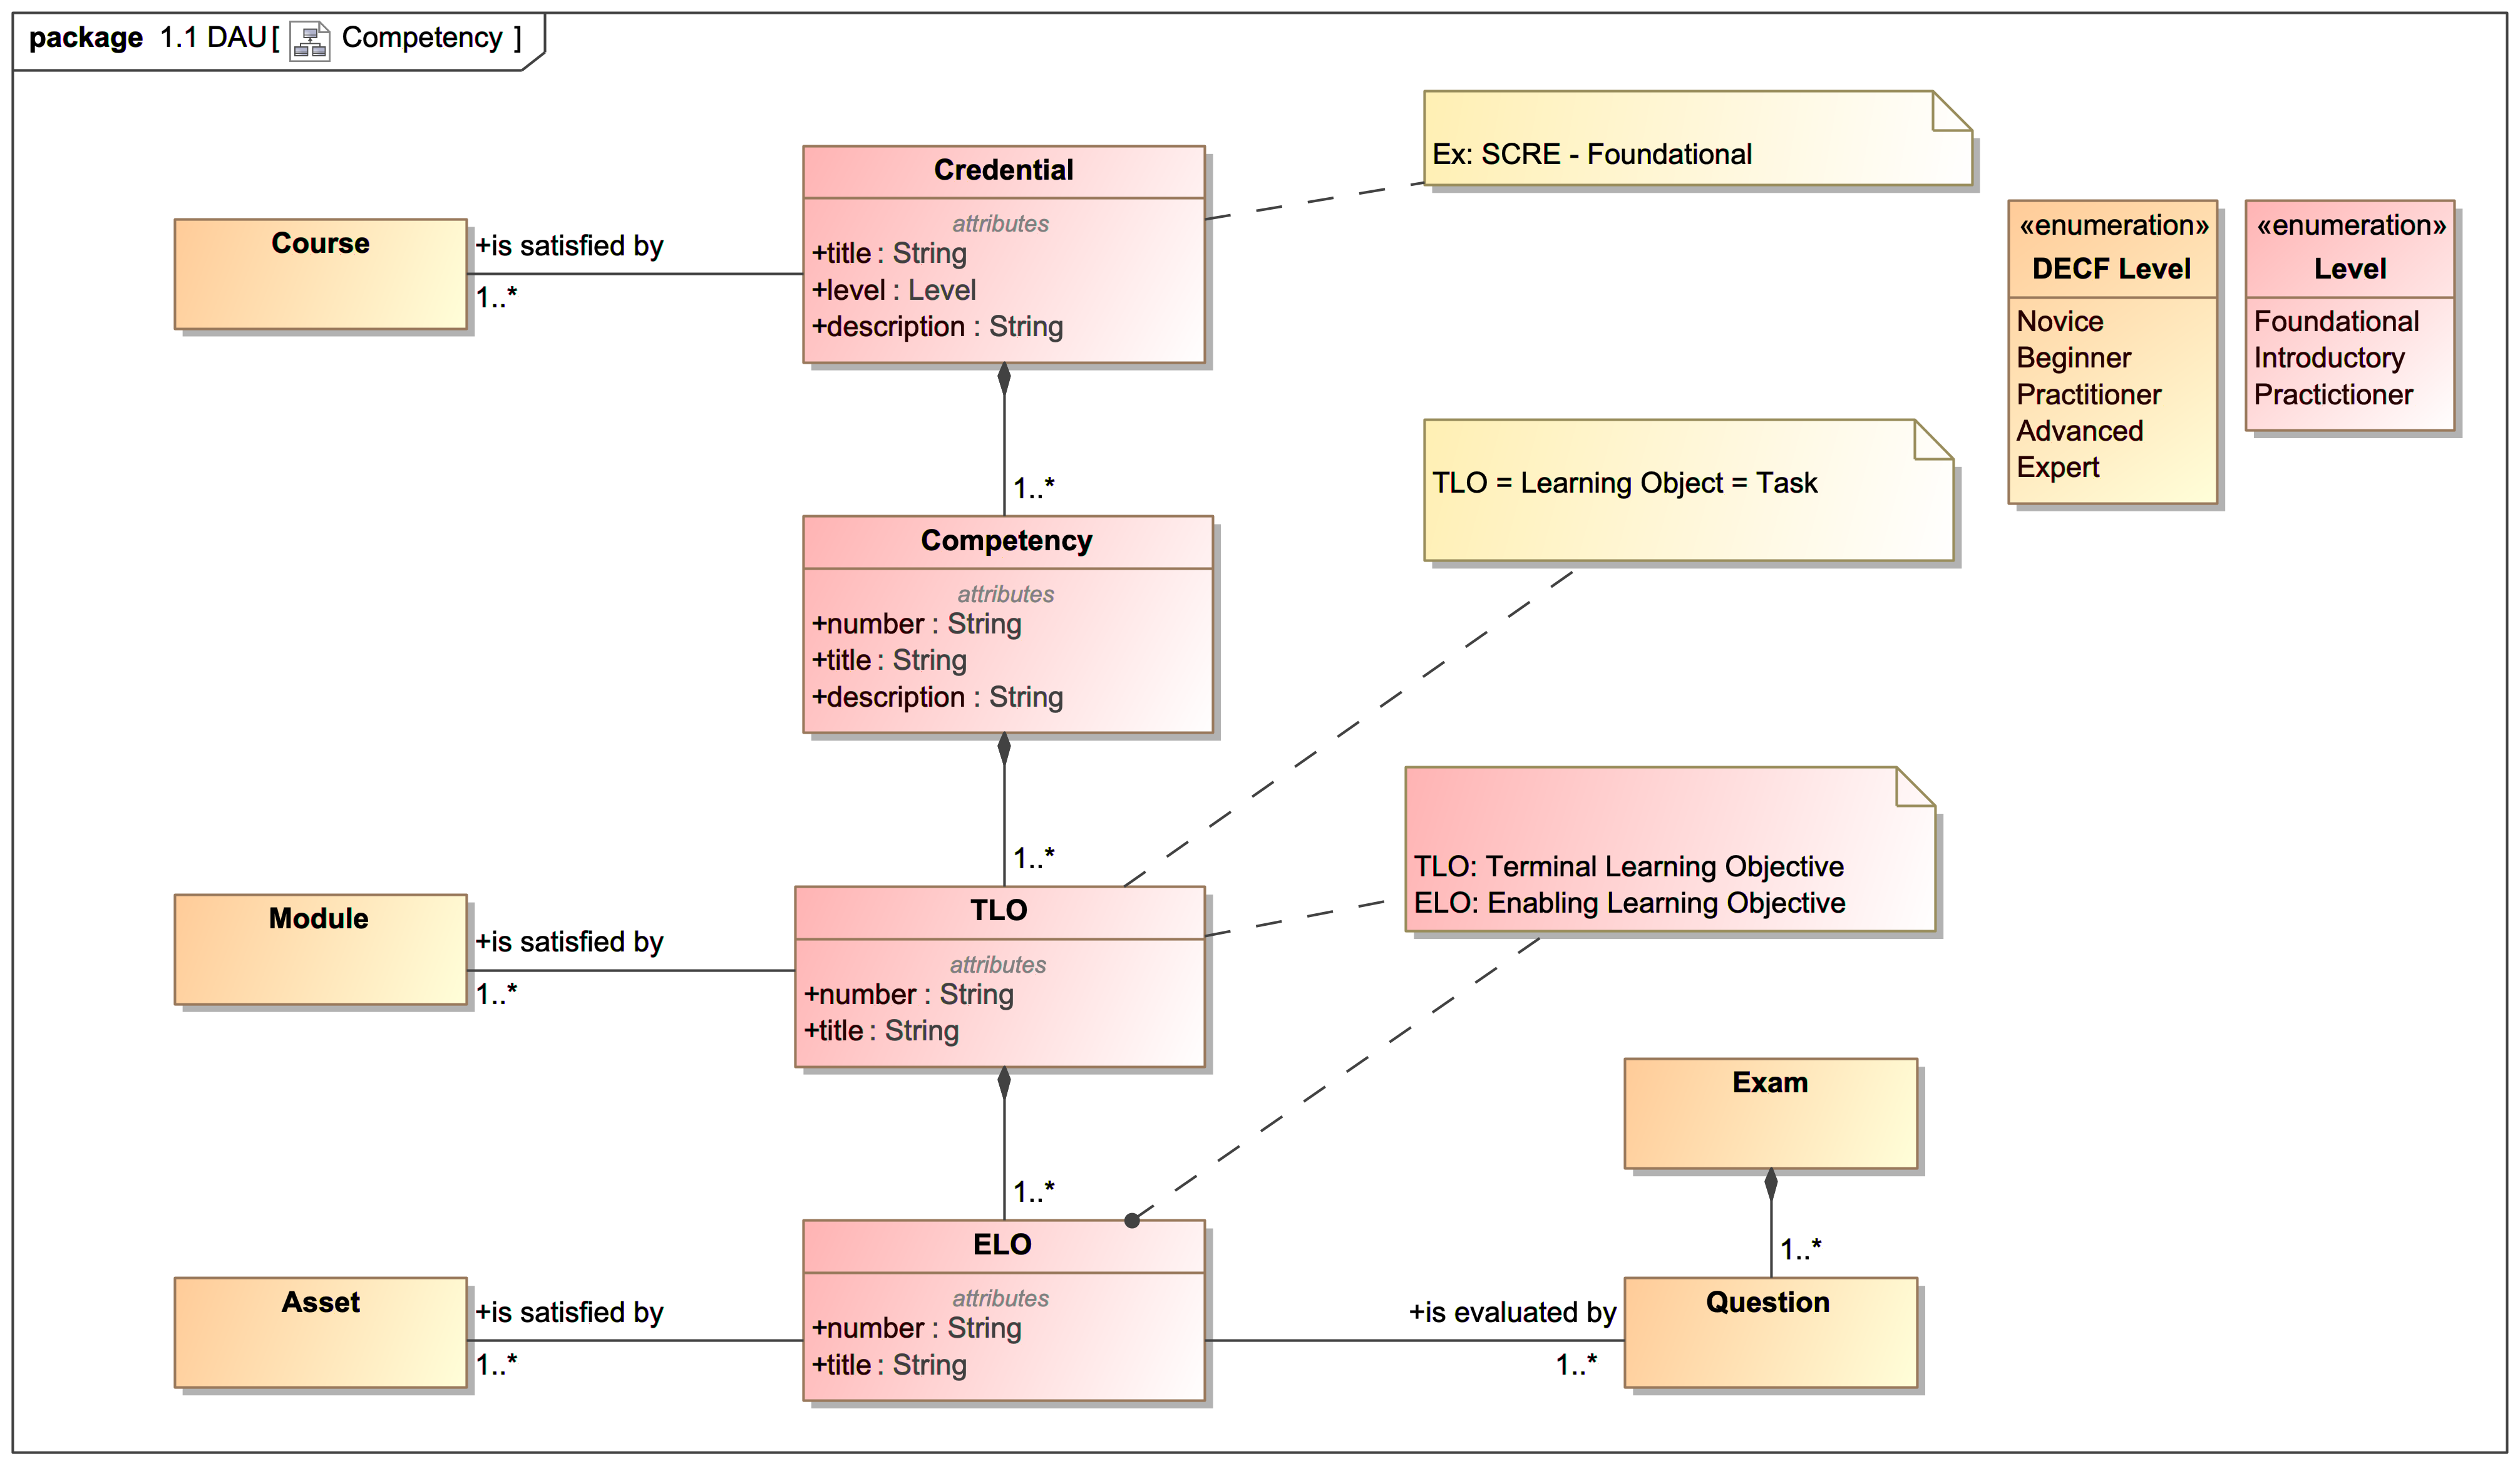 package 1.1 DAU[ Competency ]
Ex: SCRE - Foundational
Credential
attributes
+title : String
+level : Level
+description : String
Course
+is satisfied by
1..*
«enumeration»
DECF Level
Novice
Beginner
Practitioner
Advanced
Expert
«enumeration»
Level
Foundational
Introductory
Practictioner
1..*
TLO = Learning Object = Task
Competency
attributes
+number : String
+title : String
+description : String
1..*
TLO: Terminal Learning Objective
ELO: Enabling Learning Objective
Module
+is satisfied by
1..*
TLO
attributes
+number : String
+title : String
1..*
Exam
1..*
Asset
+is satisfied by
1..*
ELO
attributes
+number : String
+title : String
+is evaluated by
1..*
Question